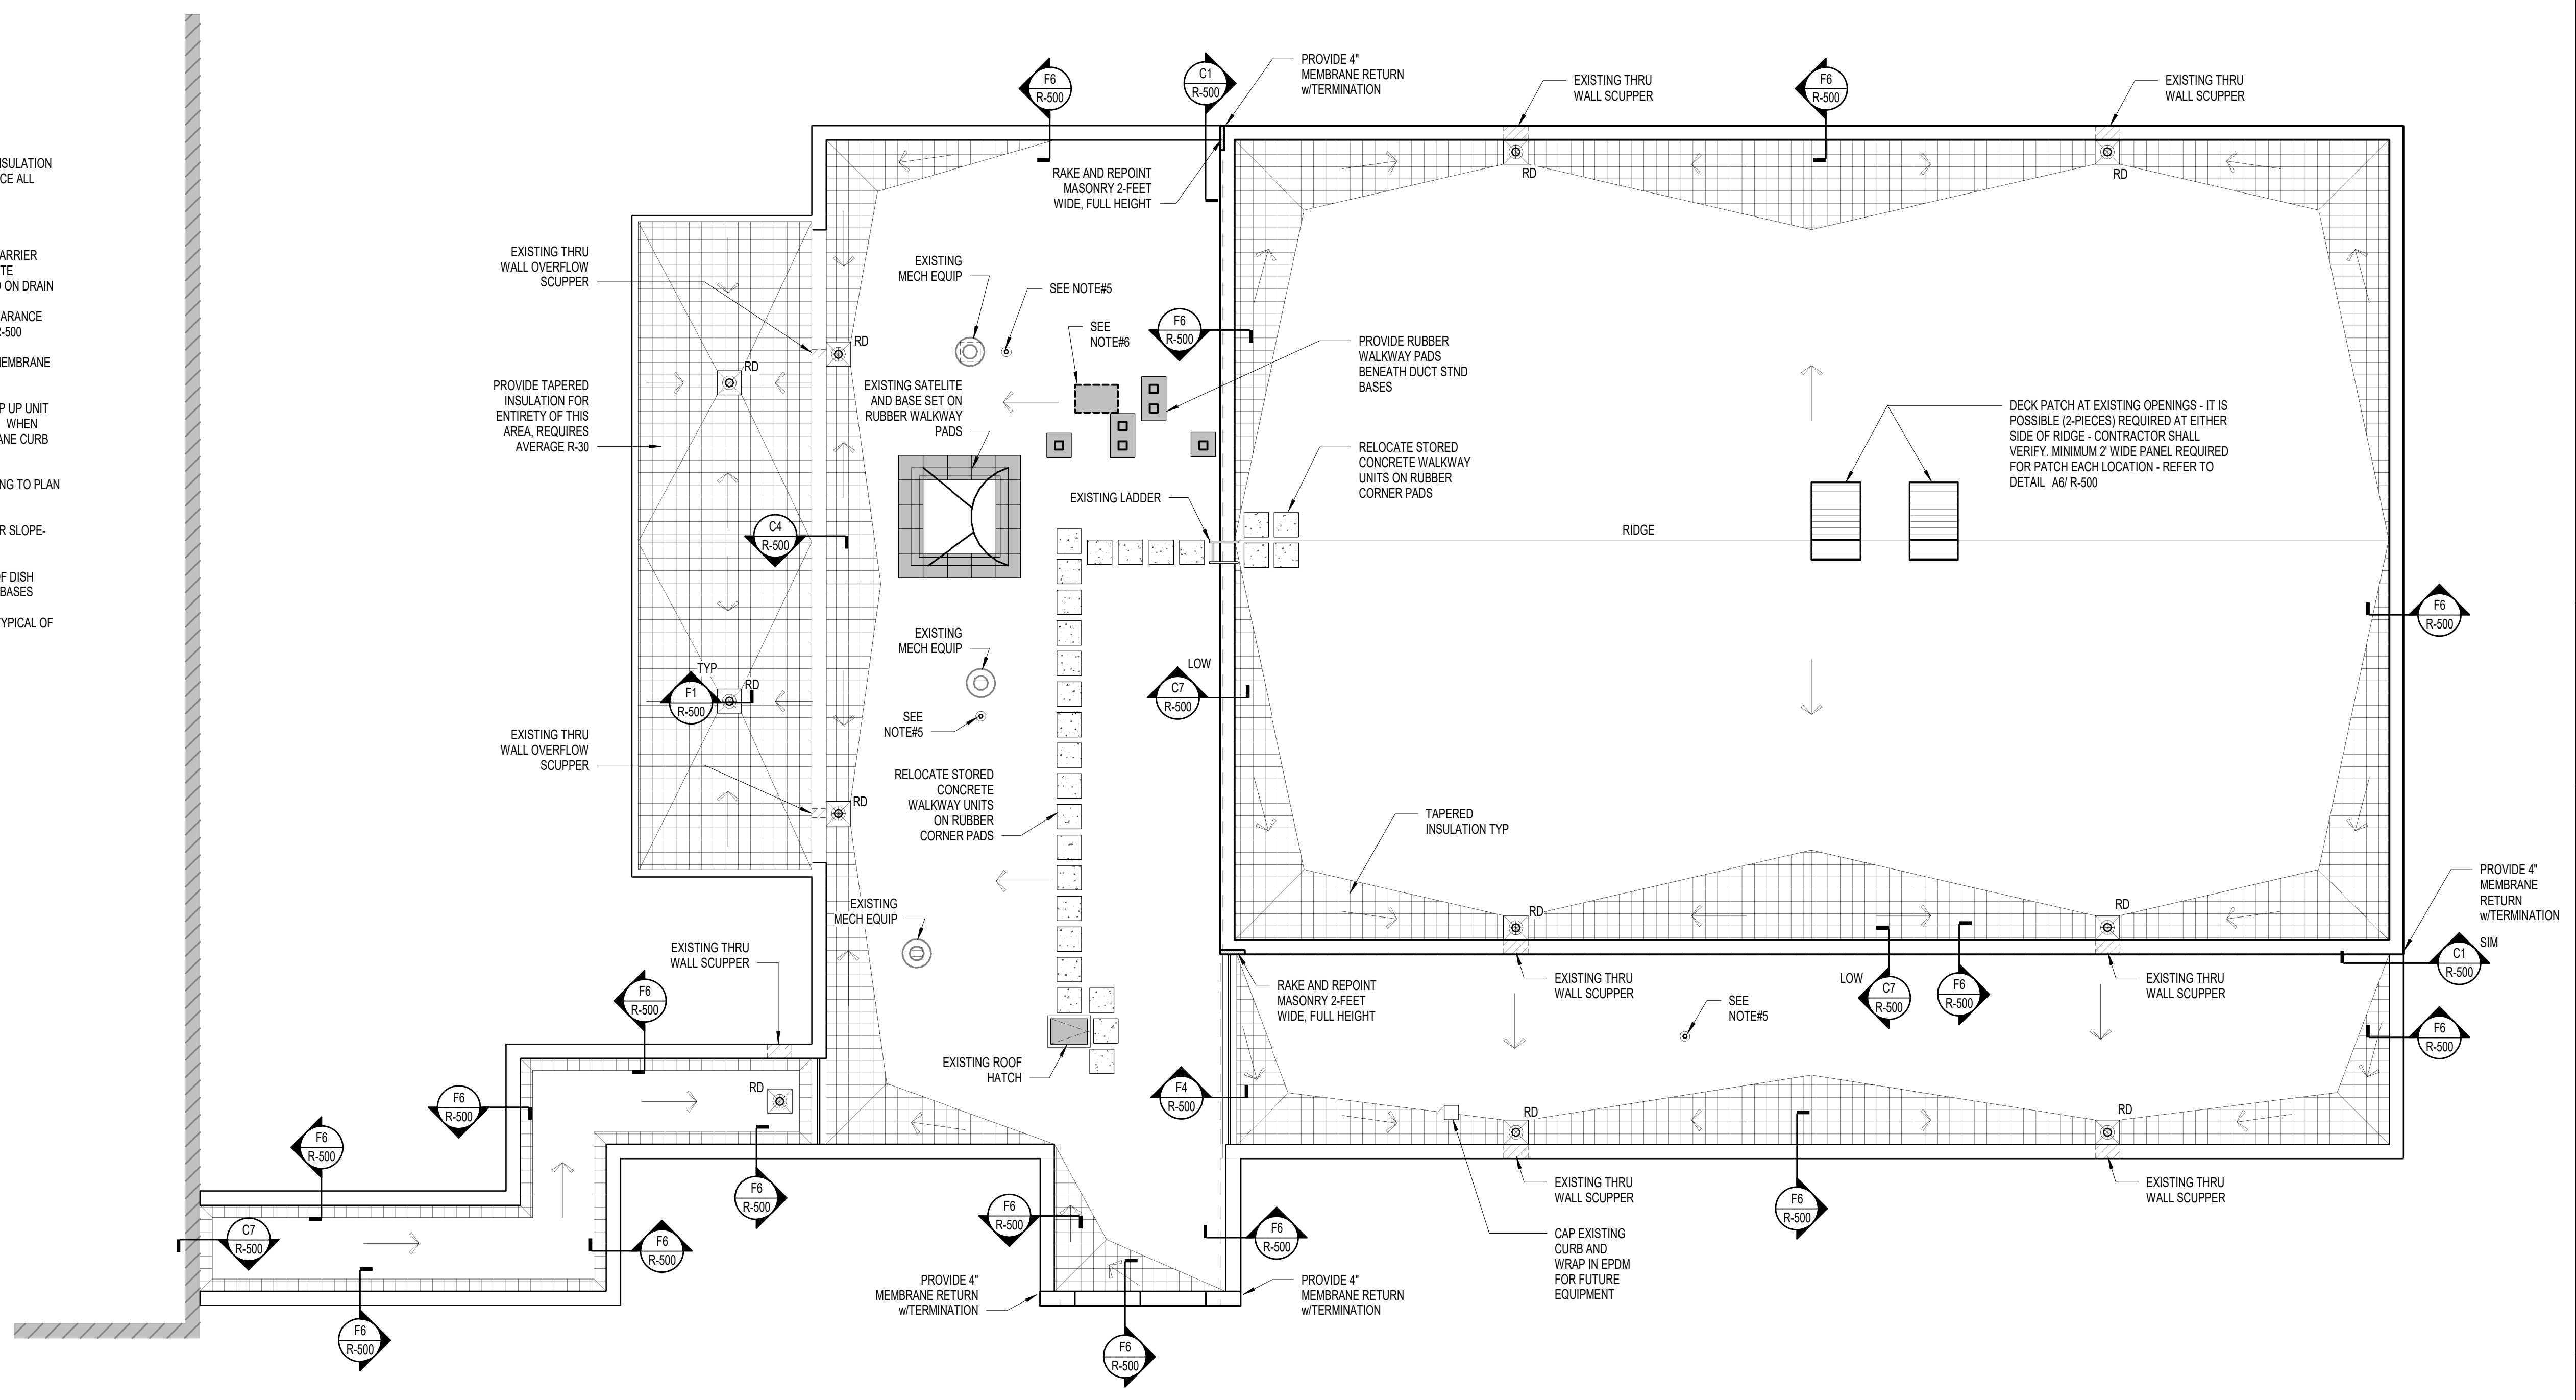 NSULATION
CE ALL
ARRIER
TE
D ON DRAIN
EARANCE
R-500
MEMBRANE
P UP UNIT
WHEN
ANE CURB
NG TO PLAN
R SLOPE-
OF DISH
BASES
TYPICAL OF
F6
R-500
C1
R-500
PROVIDE 4"
MEMBRANE RETURN
w/TERMINATION
EXISTING THRU
WALL SCUPPER
F6
R-500
EXISTING THRU
WALL SCUPPER
RAKE AND REPOINT
MASONRY 2-FEET
WIDE, FULL HEIGHT
RD
RD
EXISTING THRU
WALL OVERFLOW
SCUPPER
EXISTING
MECH EQUIP
SEE NOTE#5
SEE
NOTE#6
F6
R-500
PROVIDE RUBBER
WALKWAY PADS
BENEATH DUCT STND
BASES
RD
RD
PROVIDE TAPERED
INSULATION FOR
ENTIRETY OF THIS
AREA, REQUIRES
AVERAGE R-30
EXISTING SATELITE
AND BASE SET ON
RUBBER WALKWAY
PADS
RELOCATE STORED
CONCRETE WALKWAY
UNITS ON RUBBER
CORNER PADS
DECK PATCH AT EXISTING OPENINGS - IT IS
POSSIBLE (2-PIECES) REQUIRED AT EITHER
SIDE OF RIDGE - CONTRACTOR SHALL
VERIFY. MINIMUM 2' WIDE PANEL REQUIRED
FOR PATCH EACH LOCATION - REFER TO
DETAIL A6/ R-500
EXISTING LADDER
C4
R-500
RIDGE
F6
R-500
EXISTING
MECH EQUIP
TYP
F1
R-500
RD
LOW
C7
R-500
SEE
NOTE#5
EXISTING THRU
WALL OVERFLOW
SCUPPER
RD
RELOCATE STORED
CONCRETE
WALKWAY UNITS
ON RUBBER
CORNER PADS
TAPERED
INSULATION TYP
EXISTING
MECH EQUIP
RD
RD
PROVIDE 4"
MEMBRANE
RETURN
w/TERMINATION
SIM
C1
R-500
EXISTING THRU
WALL SCUPPER
F6
R-500
RAKE AND REPOINT
MASONRY 2-FEET
WIDE, FULL HEIGHT
EXISTING THRU
WALL SCUPPER
LOW
C7
R-500
F6
R-500
EXISTING THRU
WALL SCUPPER
SEE
NOTE#5
F6
R-500
EXISTING ROOF
HATCH
F4
R-500
RD
F6
R-500
RD
RD
F6
R-500
F6
R-500
C7
R-500
F6
R-500
F6
R-500
F6
R-500
F6
R-500
EXISTING THRU
WALL SCUPPER
F6
R-500
EXISTING THRU
WALL SCUPPER
CAP EXISTING
CURB AND
WRAP IN EPDM
FOR FUTURE
EQUIPMENT
PROVIDE 4"
MEMBRANE RETURN
w/TERMINATION
PROVIDE 4"
MEMBRANE RETURN
w/TERMINATION
F6
R-500
F6
R-500